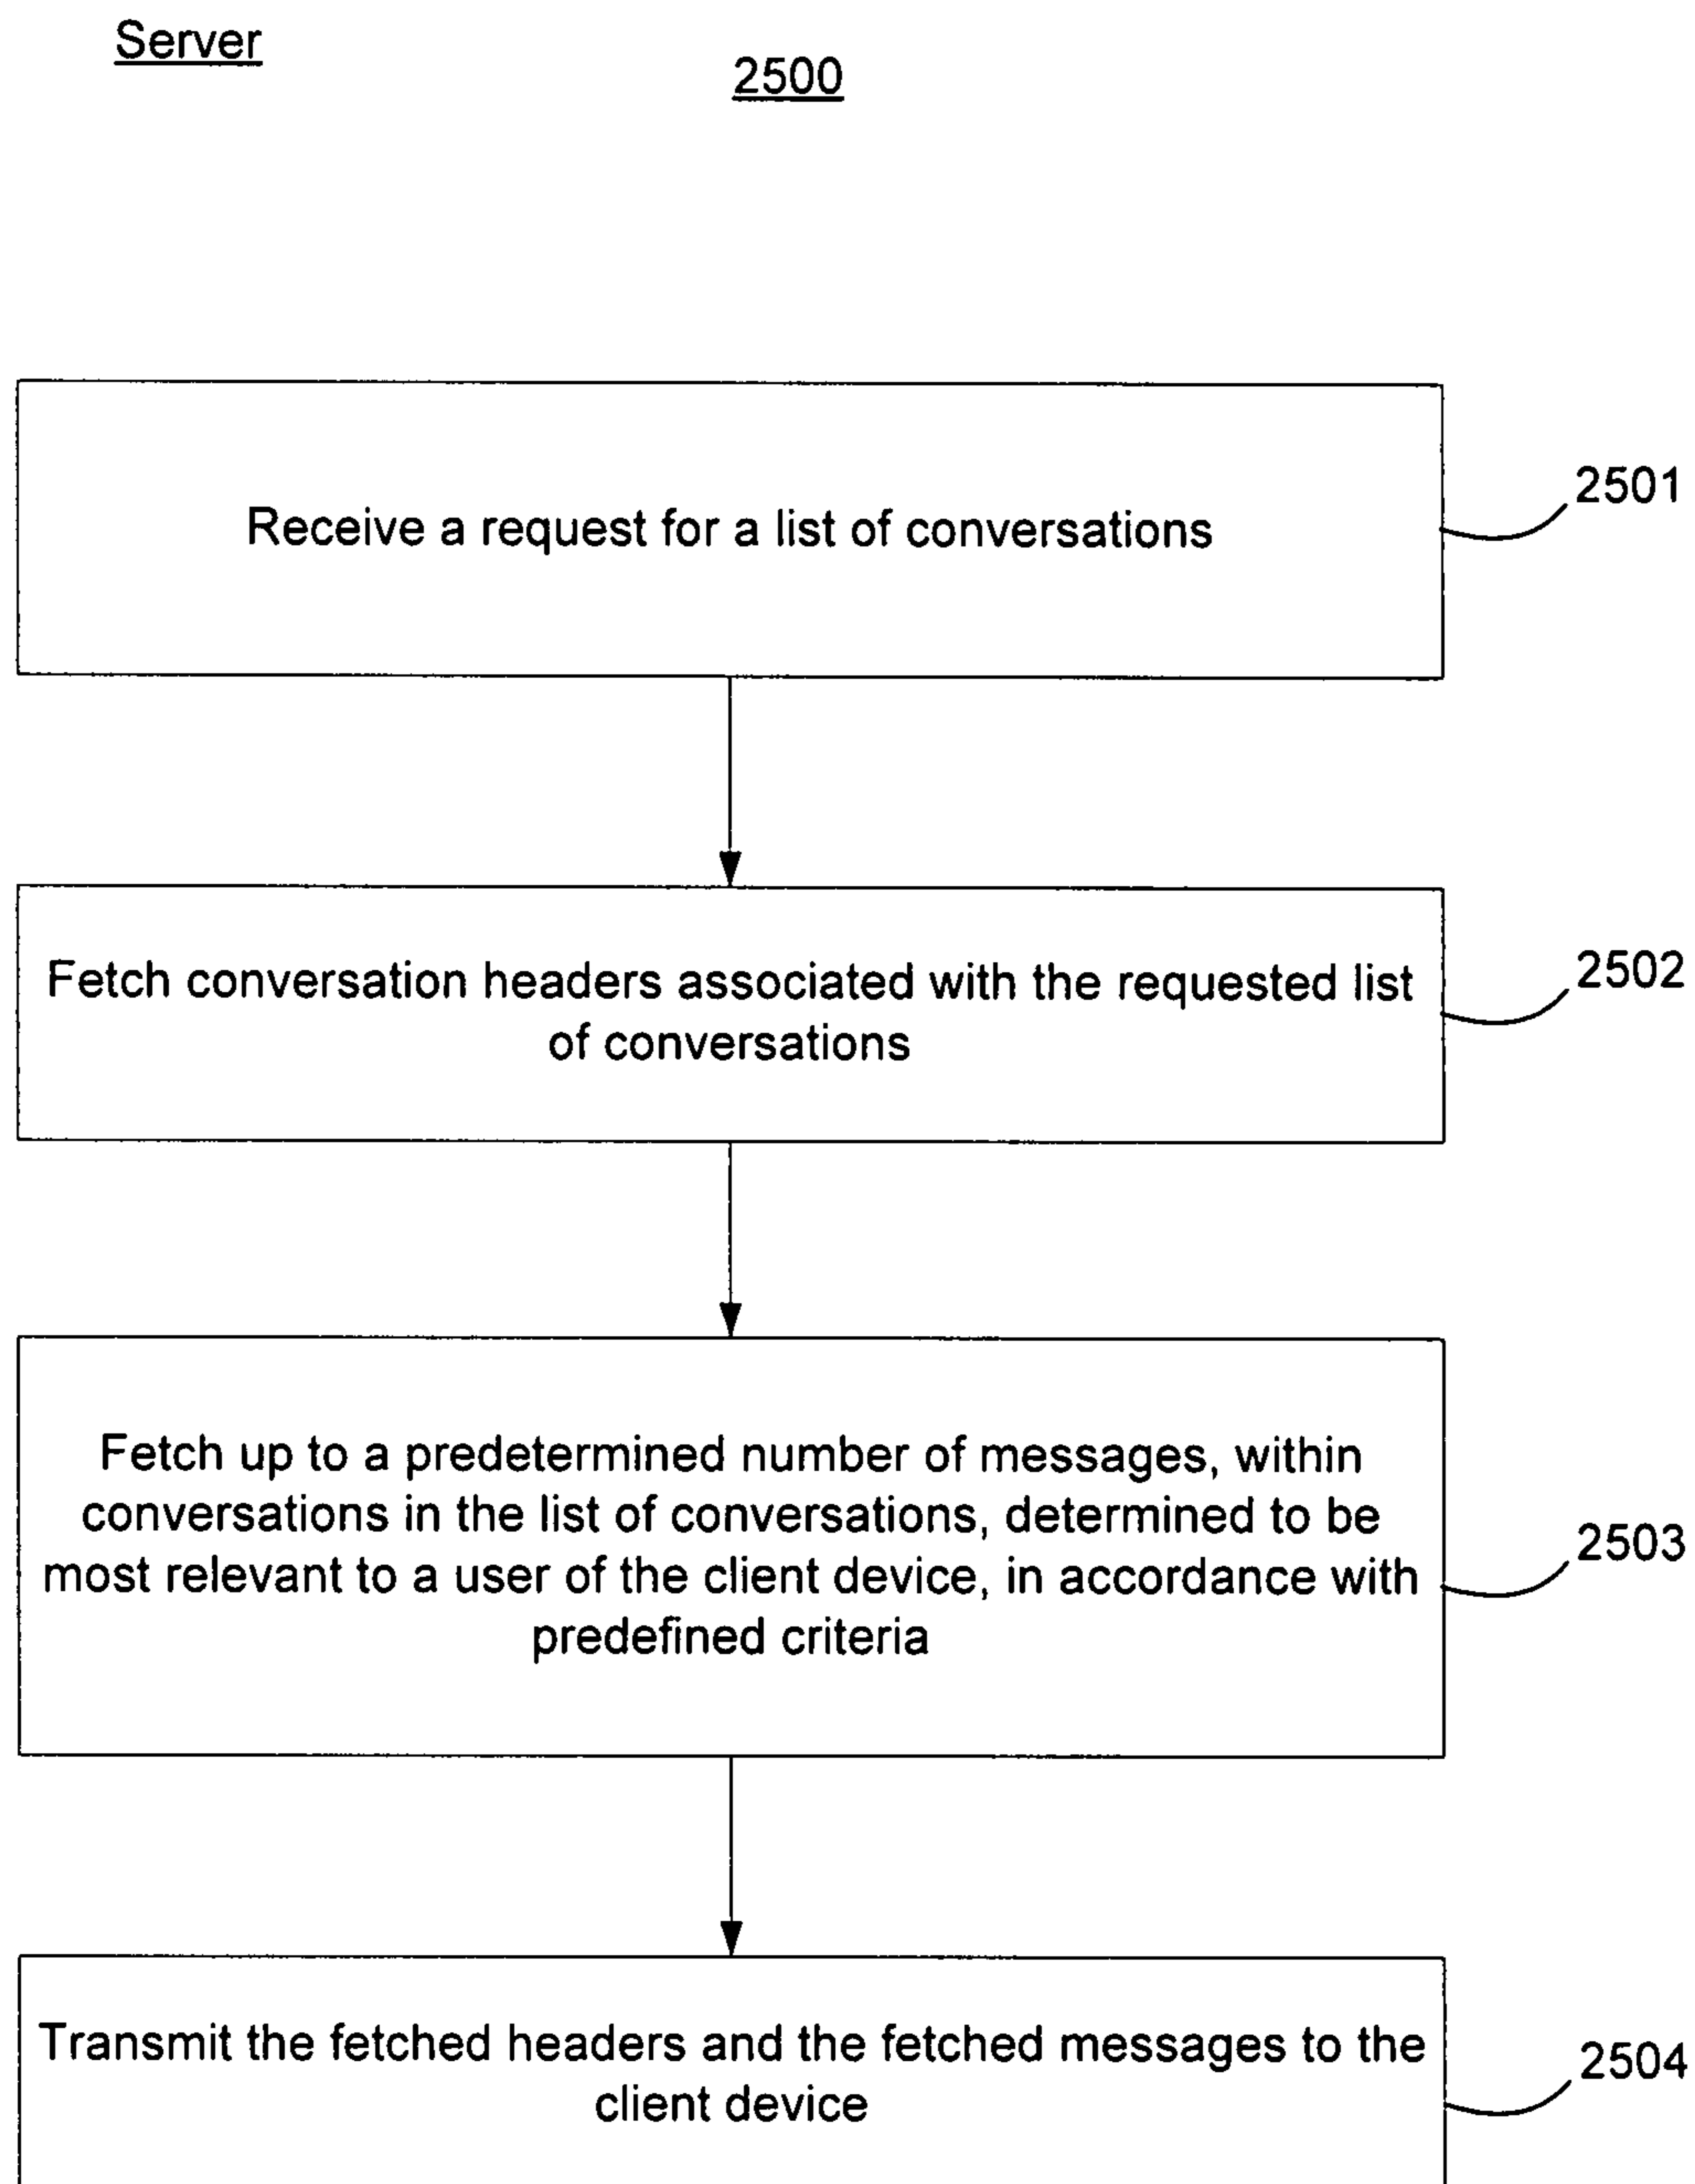 Server
2500
Receive a request for a list of conversations
2501
Fetch conversation headers associated with the requested list
of conversations
2502
Fetch up to a predetermined number of messages, within
conversations in the list of conversations, determined to be
most relevant to a user of the client device, in accordance with
predefined criteria
2503
Transmit the fetched headers and the fetched messages to the
client device
2504